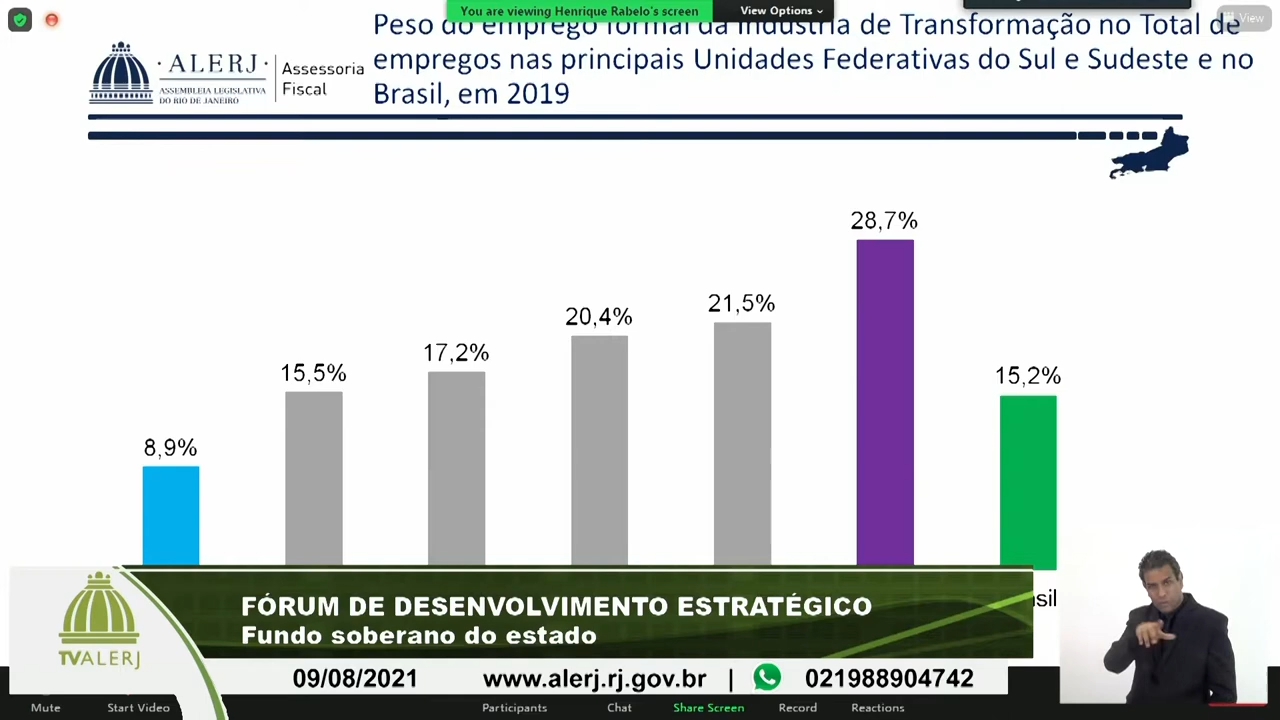 You are viewing Henrique Rabelo's screen
View Options
View
Peso do emprego formal da Indústria de Transformação no Total de
empregos nas principais Unidades Federativas do Sul e Sudeste e no
Brasil, em 2019
· ALERJ ·
ASSEMBLEIA LEGISLATIVA
DO RIO DE JANEIRO
Assessoria
Fiscal
28,7%
21,5%
20,4%
17,2%
15,5%
15,2%
8,9%
sil
FÓRUM DE DESENVOLVIMENTO ESTRATÉGICO
Fundo soberano do estado
TVALERJ
09/08/2021 www.alerj.rj.gov.br | 021988904742
Mute Start Video Participants Chat Share Screen Record Reactions